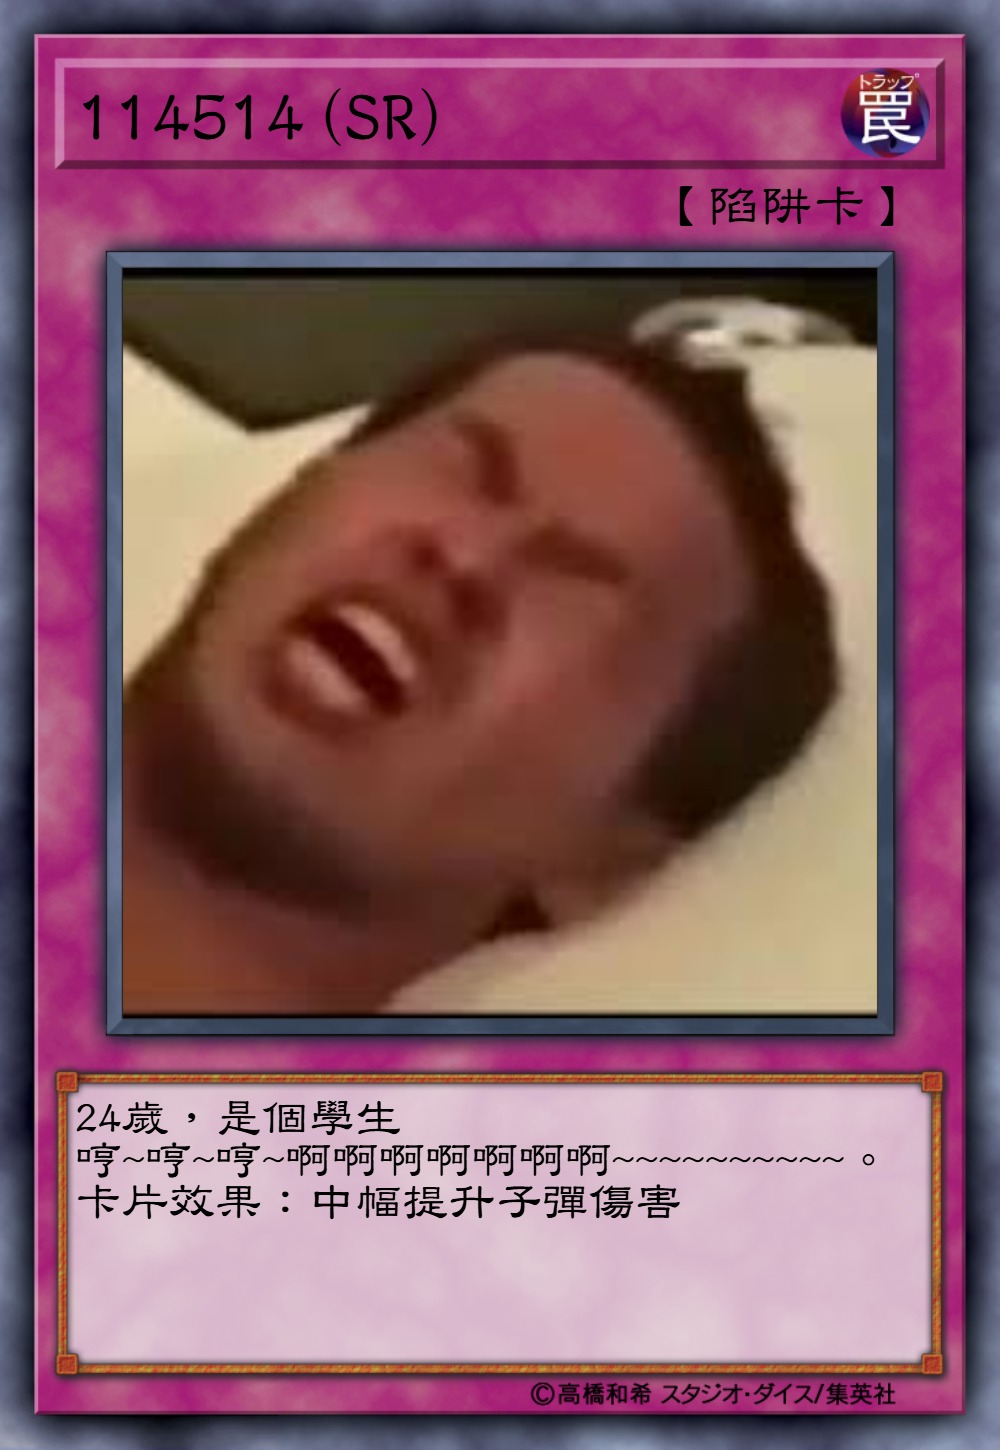 114514 (SR)
トラップ
罠
【陷阱卡】
24歲，是個學生
哼~哼~哼~啊啊啊啊啊啊啊~~~~~~~~~~。
卡片效果：中幅提升子彈傷害
©高橋和希 スタジオ・ダイス/集英社